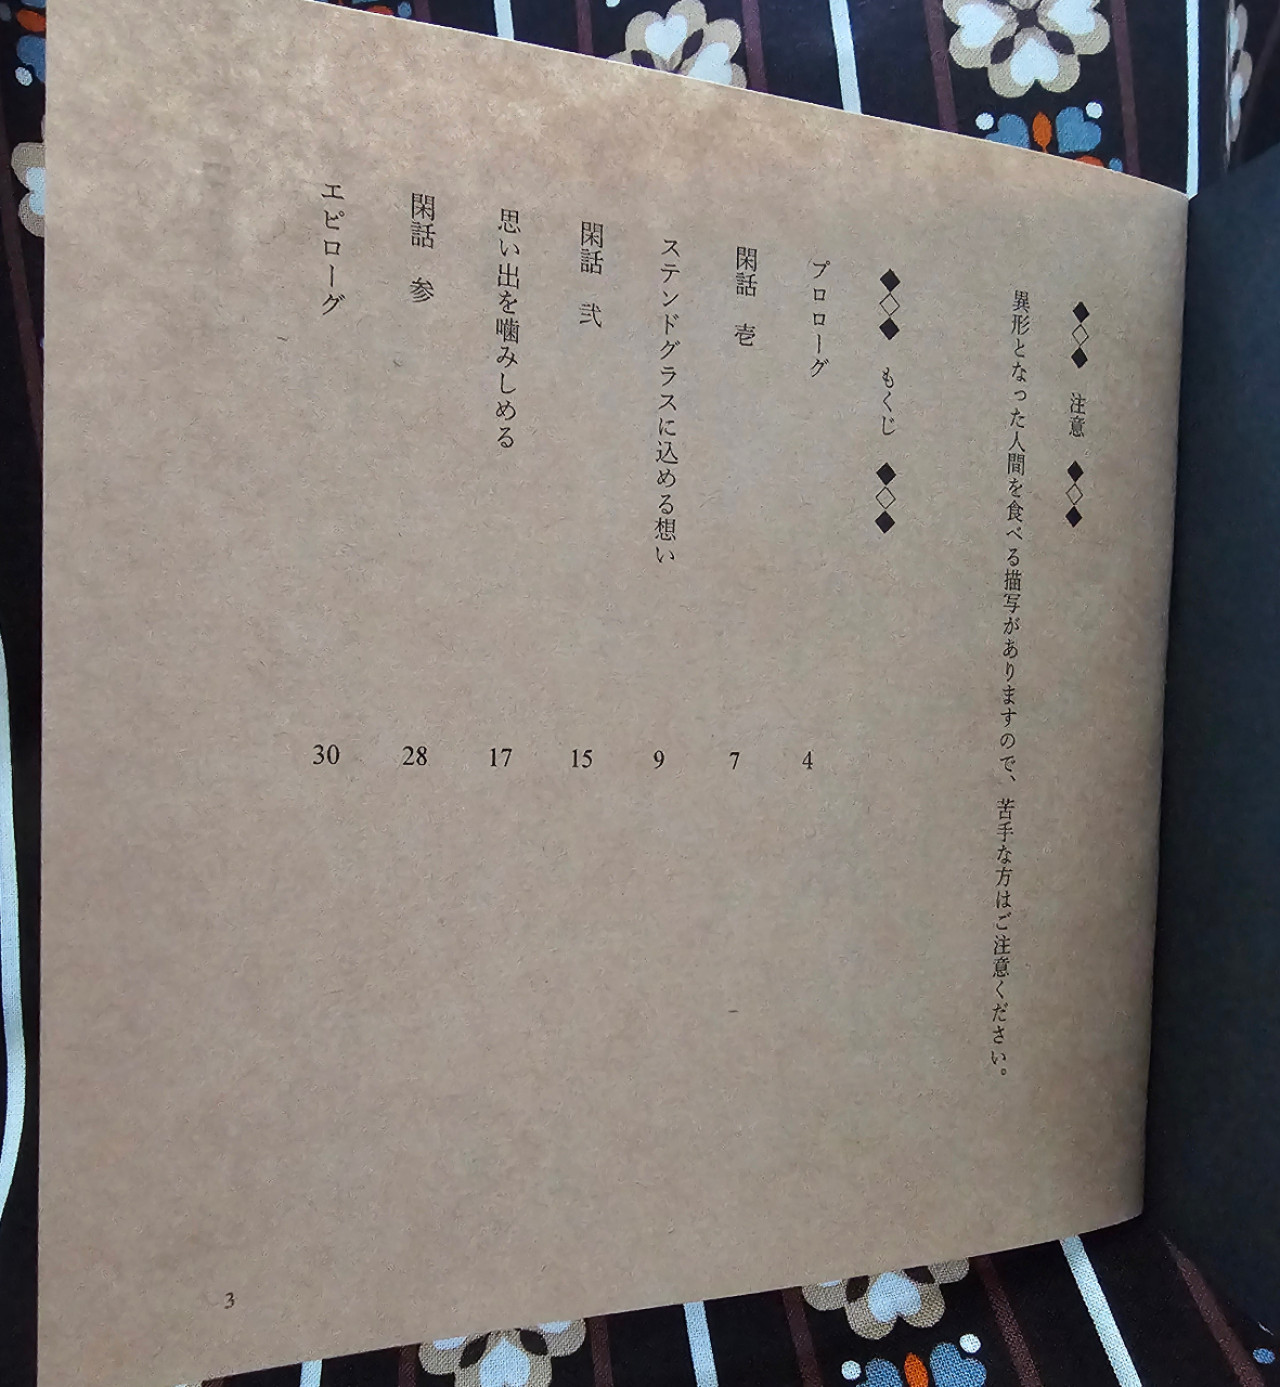 ◆◇◆ 注意 ◆◇◆
異形となった人間を食べる描写がありますので、苦手な方はご注意ください。
◆◇◆ もくじ ◆◇◆
プロローグ 4
閑話 壱 7
ステンドグラスに込める想い 9
閑話 弐 15
思い出を噛みしめる 17
閑話 参 28
エピローグ 30
3